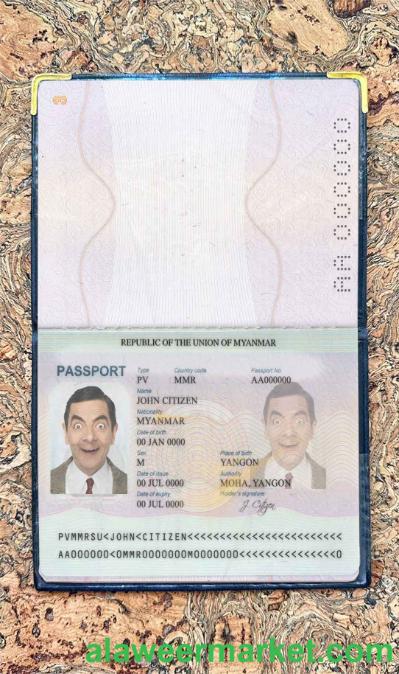 AA 000000
REPUBLIC OF THE UNION OF MYANMAR
PASSPORT
Type Country code Passport No
PV MMR AA000000
Name
JOHN CITIZEN
Nationality
MYANMAR
Date of birth
00 JAN 0000
Sex Place of birth
M YANGON
Date of issue Authority
00 JUL 0000 MOHA, YANGON
Date of expiry Holder's signature
00 JUL 0000 J. Citizen
PVMMRSU<JOHN<CITIZEN<<<<<<<<<<<<<<<<<<<<<<<<
AA000000<0MMR0000000M0000000<<<<<<<<<<<<<<<0
alaweermarket.com